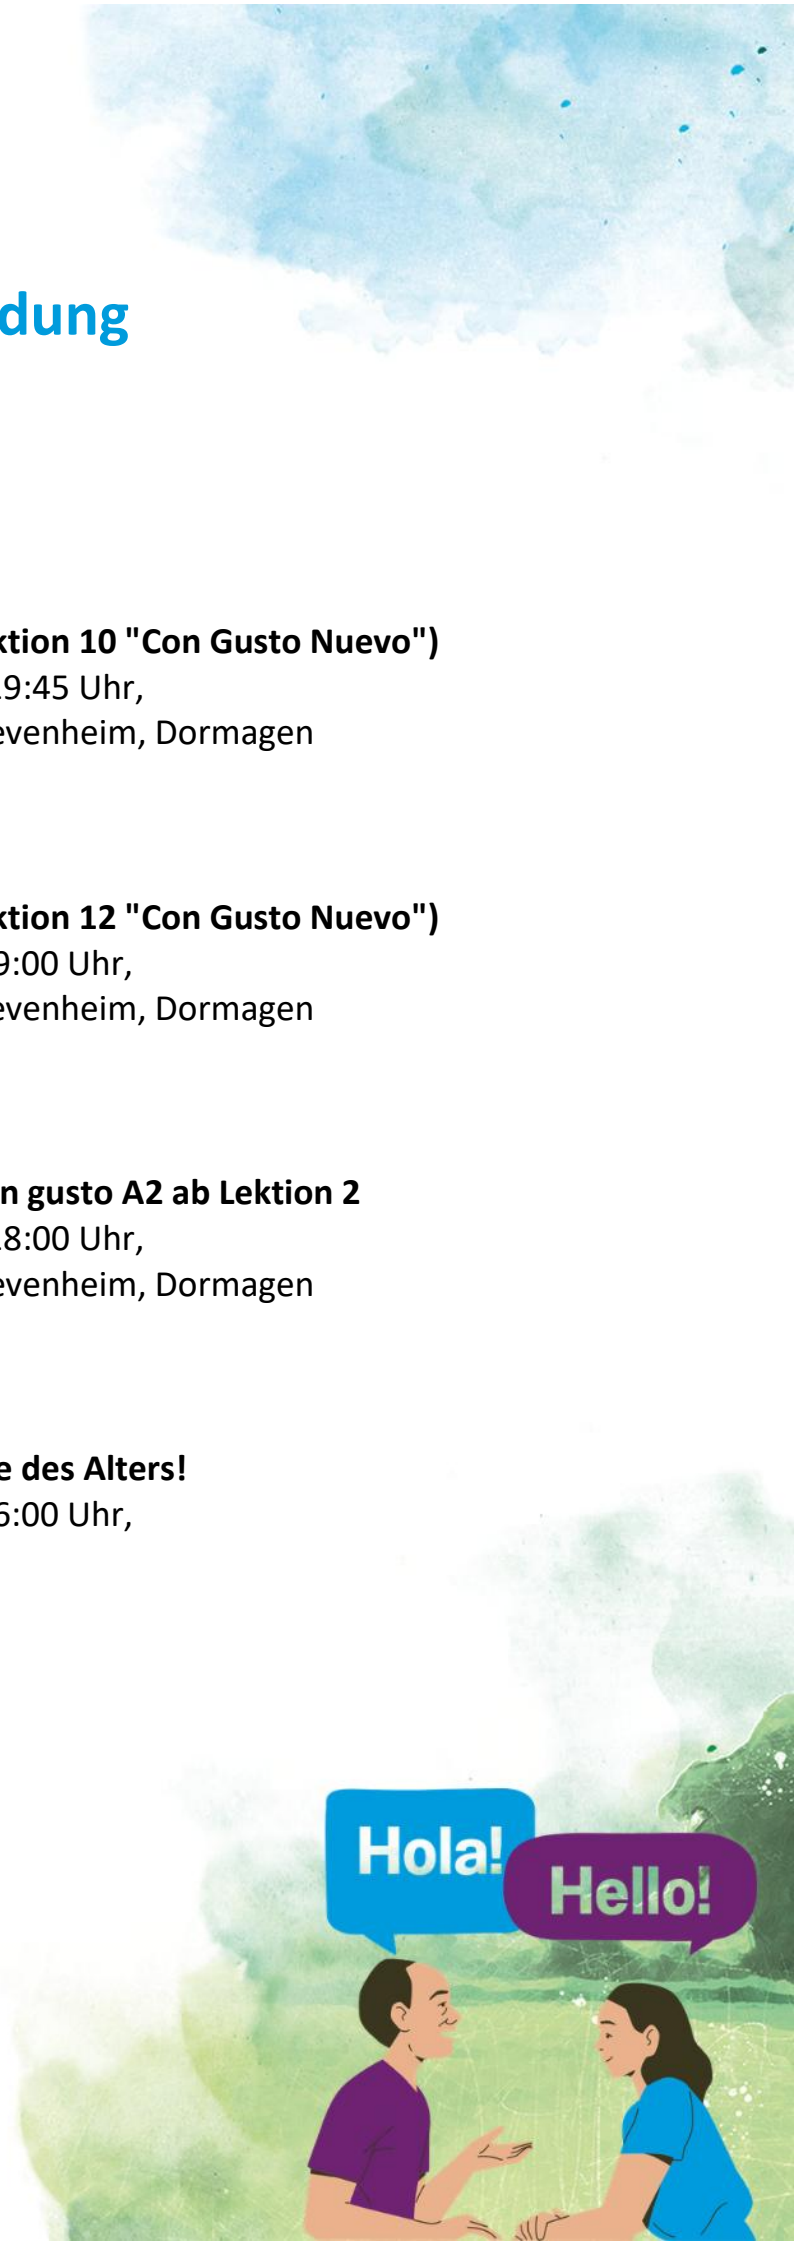 dung
ktion 10 "Con Gusto Nuevo")
19:45 Uhr,
evenheim, Dormagen
ktion 12 "Con Gusto Nuevo")
9:00 Uhr,
evenheim, Dormagen
n gusto A2 ab Lektion 2
18:00 Uhr,
evenheim, Dormagen
e des Alters!
6:00 Uhr,
Hola!
Hello!